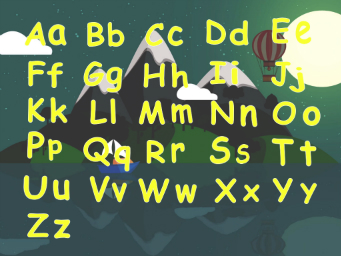 Aa Bb Cc Dd Ee
Ff Gg Hh Ii Jj
Kk Ll Mm Nn Oo
Pp Qq Rr Ss Tt
Uu Vv Ww Xx Yy
Zz